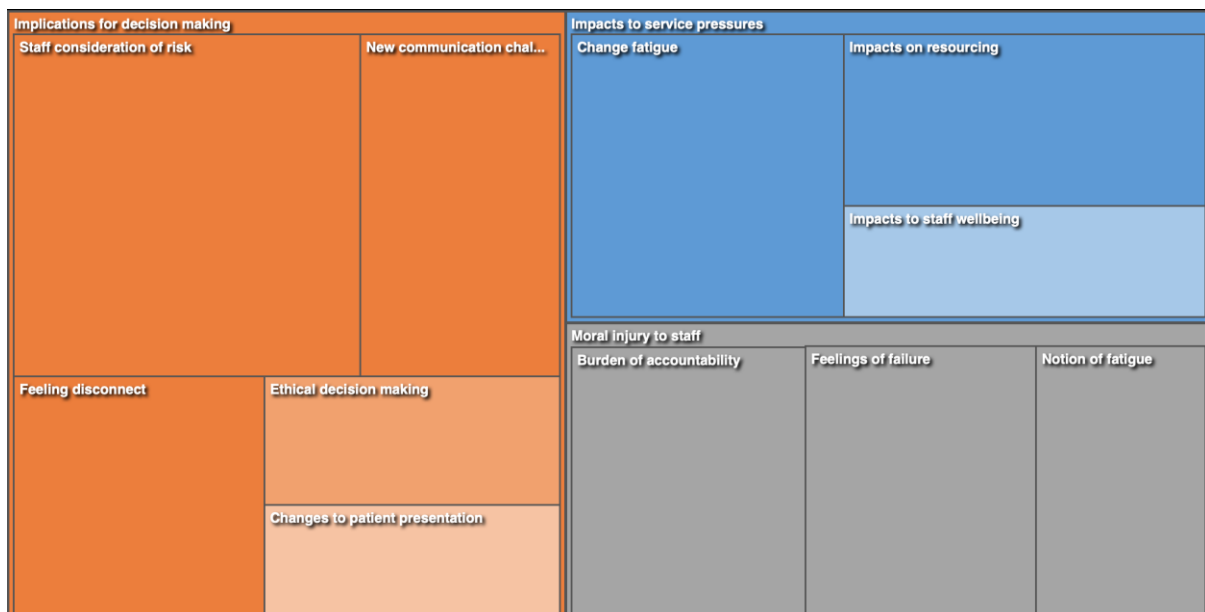 Implications for decision making
Staff consideration of risk
New communication chal...
Feeling disconnect
Ethical decision making
Changes to patient presentation
Impacts to service pressures
Change fatigue
Impacts on resourcing
Impacts to staff wellbeing
Moral injury to staff
Burden of accountability
Feelings of failure
Notion of fatigue